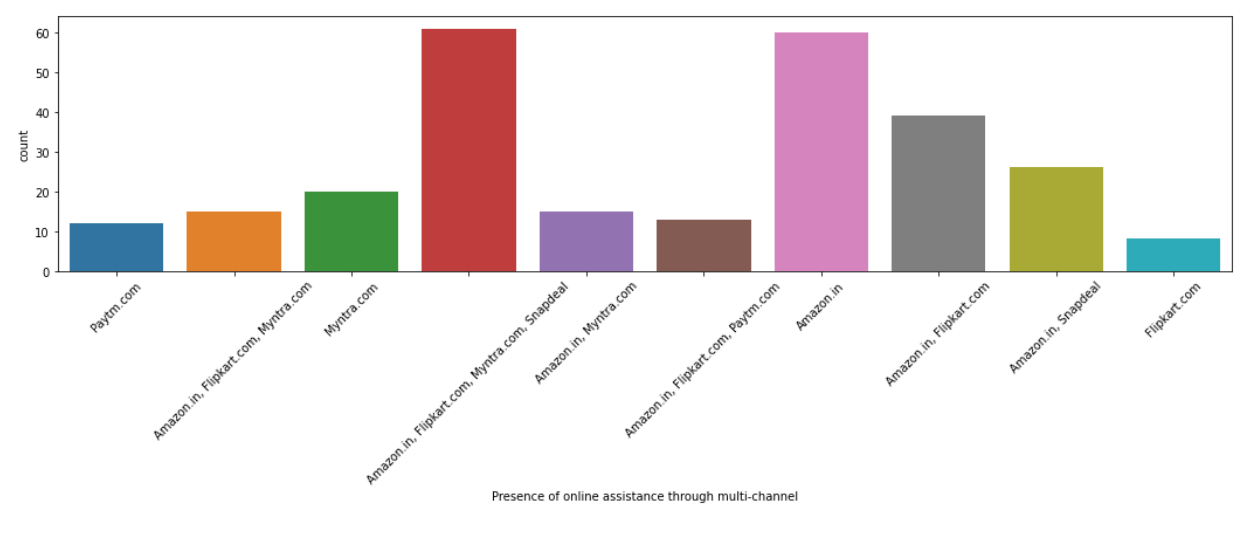 count
60
50
40
30
20
10
0
Paytm.com
Amazon.in, Flipkart.com, Myntra.com
Myntra.com
Amazon.in, Flipkart.com, Myntra.com, Snapdeal
Amazon.in, Myntra.com
Amazon.in, Flipkart.com, Paytm.com
Amazon.in
Amazon.in, Flipkart.com
Amazon.in, Snapdeal
Flipkart.com
Presence of online assistance through multi-channel